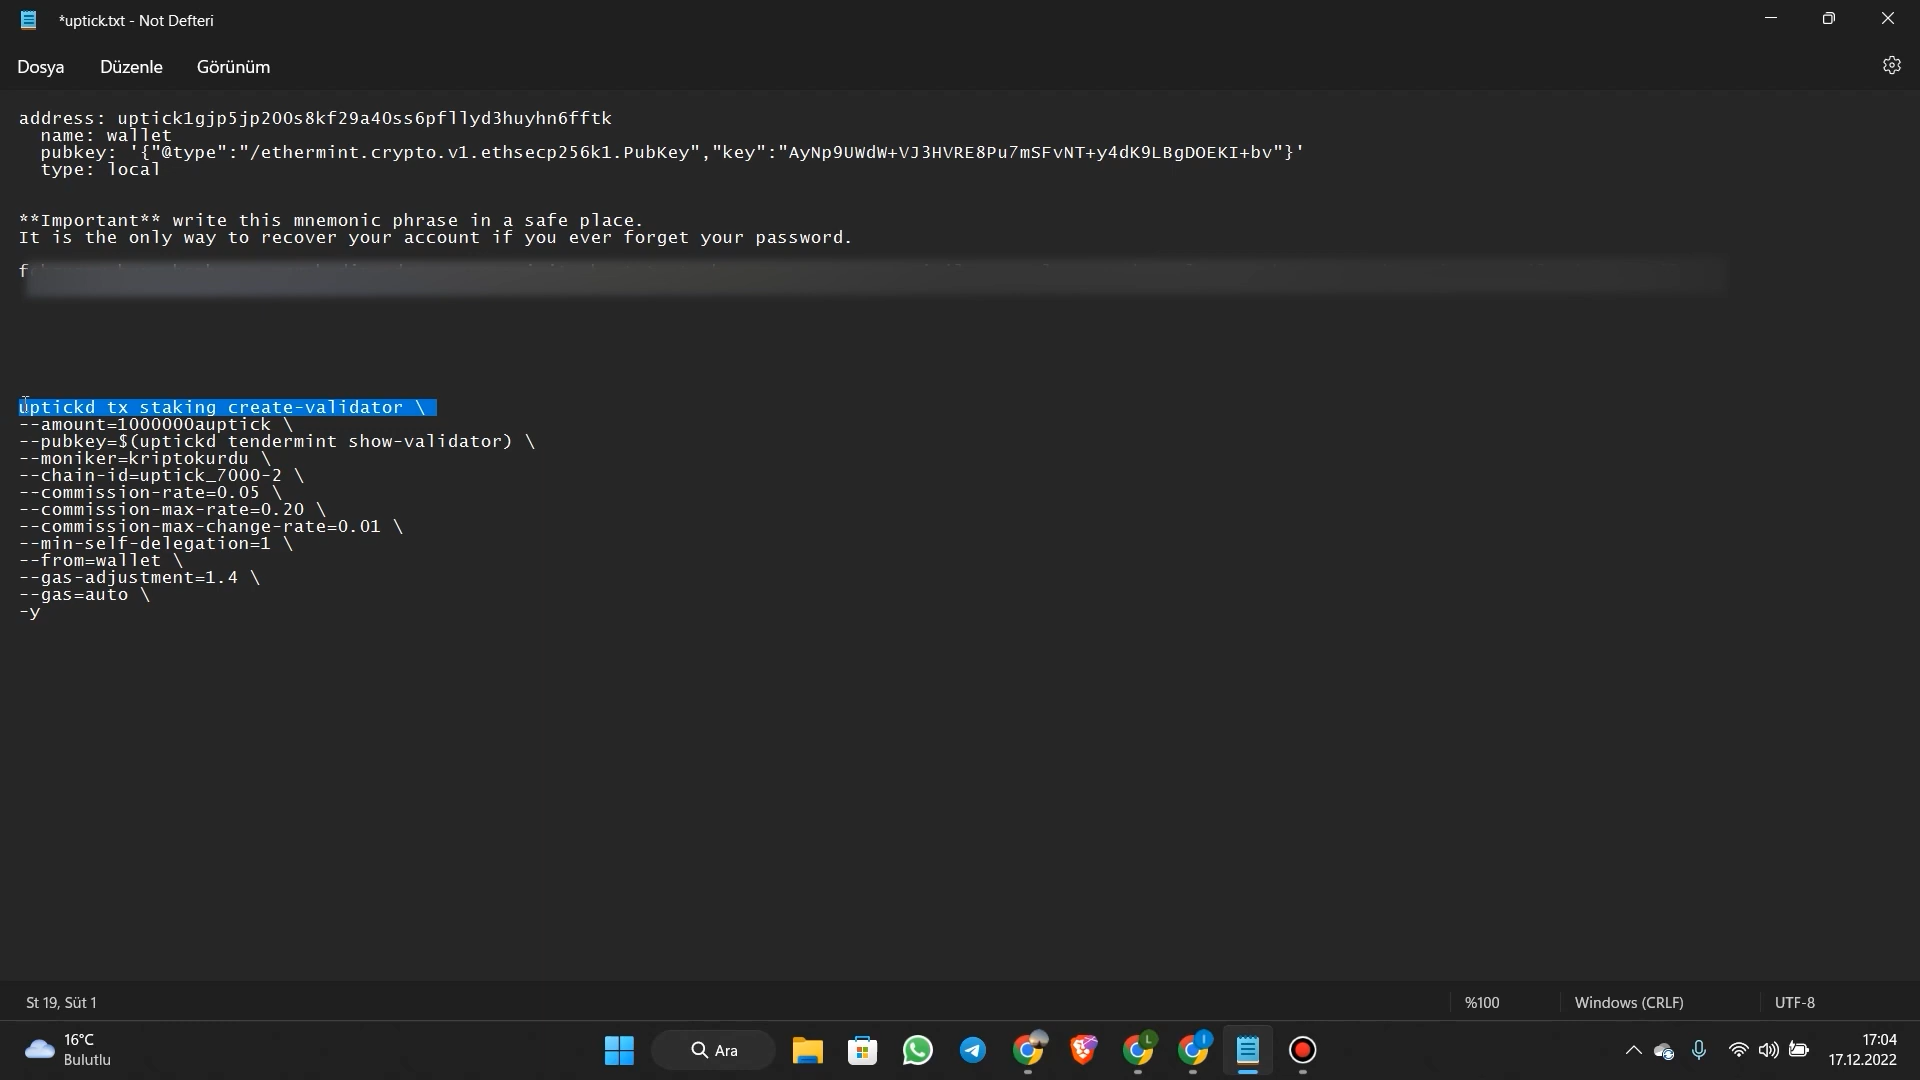 *uptick.txt - Not Defteri
Dosya Düzenle Görünüm
address: uptick1gjp5jp200s8kf29a40ss6pfllyd3huyhn6fftk
name: wallet
pubkey: '{"@type":"/ethermint.crypto.v1.ethsecp256k1.PubKey","key":"AyNp9UWdW+VJ3HVRE8Pu7mSFvNT+y4dK9LBgDOEKI+bv"}'
type: local
**Important** write this mnemonic phrase in a safe place.
It is the only way to recover your account if you ever forget your password.
uptickd tx staking create-validator \
--amount=1000000auptick \
--pubkey=$(uptickd tendermint show-validator) \
--moniker=kriptokurdu \
--chain-id=uptick_7000-2 \
--commission-rate=0.05 \
--commission-max-rate=0.20 \
--commission-max-change-rate=0.01 \
--min-self-delegation=1 \
--from=wallet \
--gas-adjustment=1.4 \
--gas=auto \
-y
St 19, Süt 1 %100 Windows (CRLF) UTF-8
16°C
Bulutlu
Ara
L
I
17:04
17.12.2022